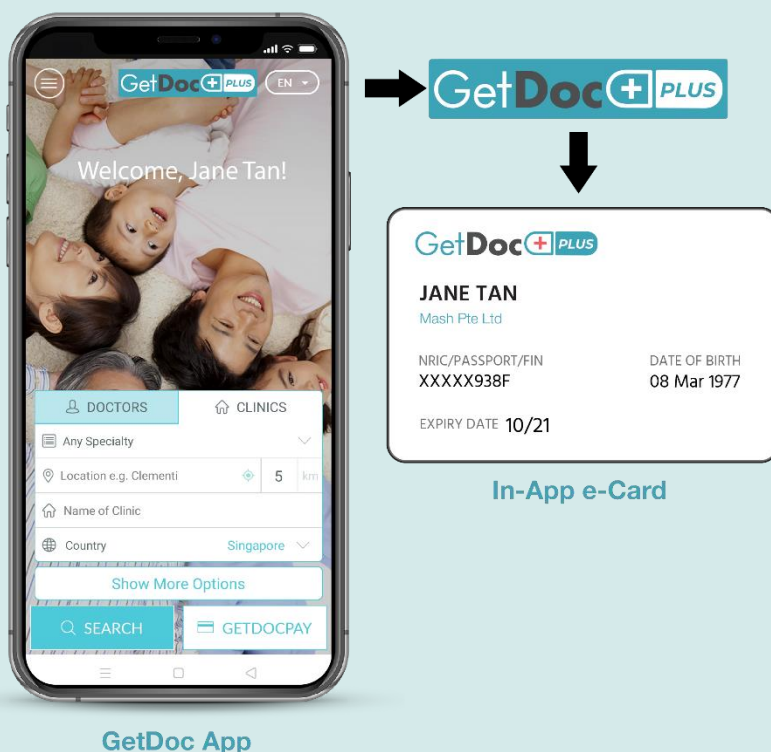 GetDoc+ PLUS
EN
Welcome, Jane Tan!
DOCTORS
CLINICS
Any Specialty
Location e.g. Clementi
5
km
Name of Clinic
Country
Singapore
Show More Options
SEARCH
GETDOCPAY
GetDoc App
GetDoc+ PLUS
GetDoc+ PLUS
JANE TAN
Mash Pte Ltd
NRIC/PASSPORT/FIN
XXXXX938F
DATE OF BIRTH
08 Mar 1977
EXPIRY DATE 10/21
In-App e-Card